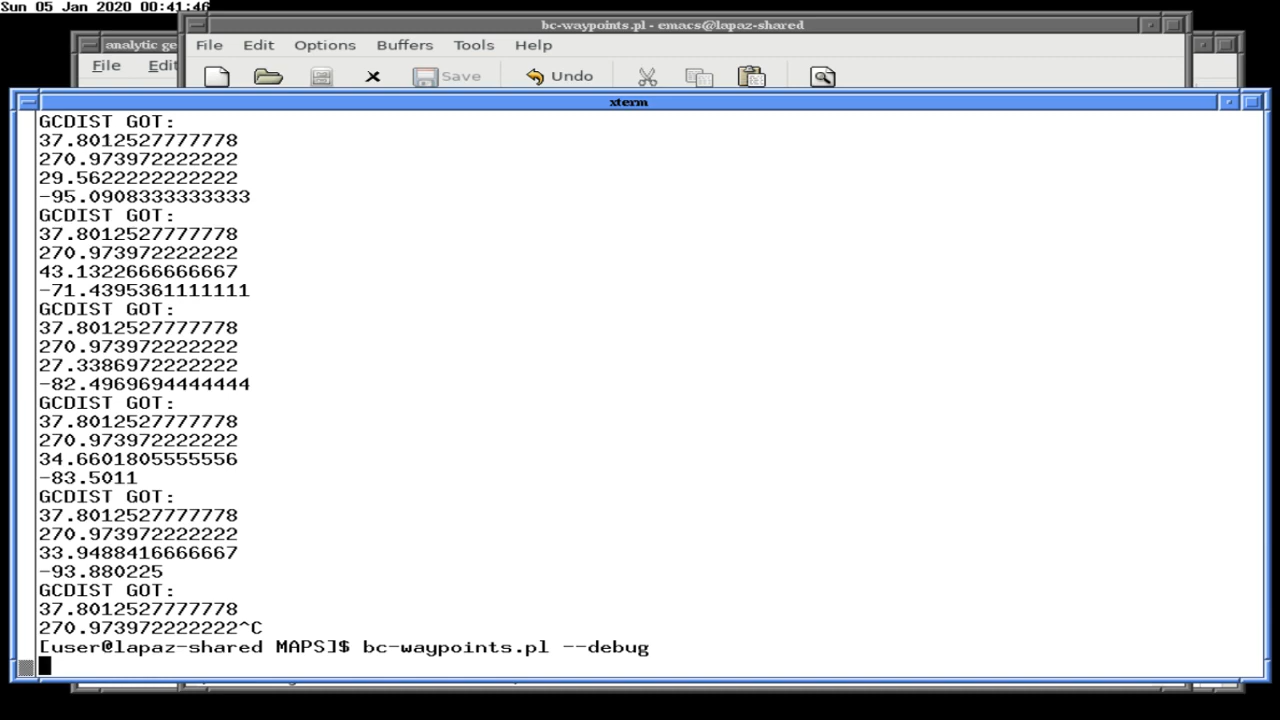 Sun 05 Jan 2020 00:41:46
bc-waypoints.pl - emacs@lapaz-shared
analytic ge
File Edit Options Buffers Tools Help
File Edit
Save Undo
xterm
GCDIST GOT:
37.8012527777778
270.973972222222
29.5622222222222
-95.0908333333333
GCDIST GOT:
37.8012527777778
270.973972222222
43.1322666666667
-71.4395361111111
GCDIST GOT:
37.8012527777778
270.973972222222
27.3386972222222
-82.4969694444444
GCDIST GOT:
37.8012527777778
270.973972222222
34.6601805555556
-83.5011
GCDIST GOT:
37.8012527777778
270.973972222222
33.9488416666667
-93.880225
GCDIST GOT:
37.8012527777778
270.973972222222^C
[user@lapaz-shared MAPS]$ bc-waypoints.pl --debug